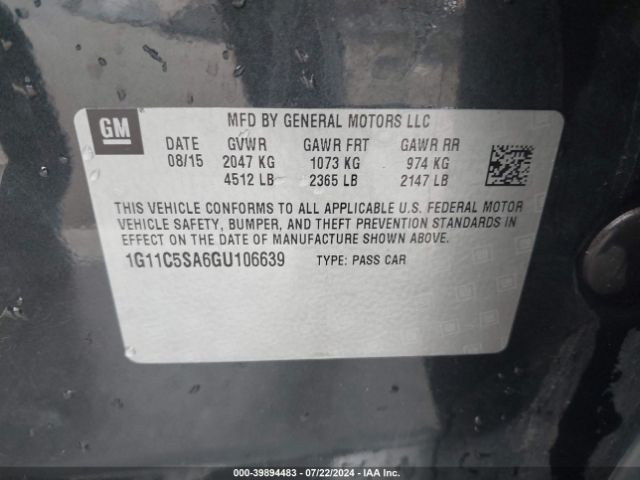 GM
MFD BY GENERAL MOTORS LLC
DATE GVWR GAWR FRT GAWR RR
08/15 2047 KG 1073 KG 974 KG
4512 LB 2365 LB 2147 LB
THIS VEHICLE CONFORMS TO ALL APPLICABLE U.S. FEDERAL MOTOR
VEHICLE SAFETY, BUMPER, AND THEFT PREVENTION STANDARDS IN
EFFECT ON THE DATE OF MANUFACTURE SHOWN ABOVE.
1G11C5SA6GU106639 TYPE: PASS CAR
000-39894483 - 07/22/2024 - IAA Inc.